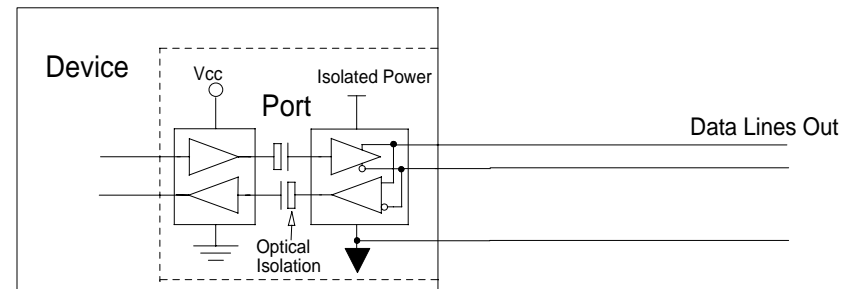 Device
Vcc
Isolated Power
Port
Data Lines Out
Optical
Isolation